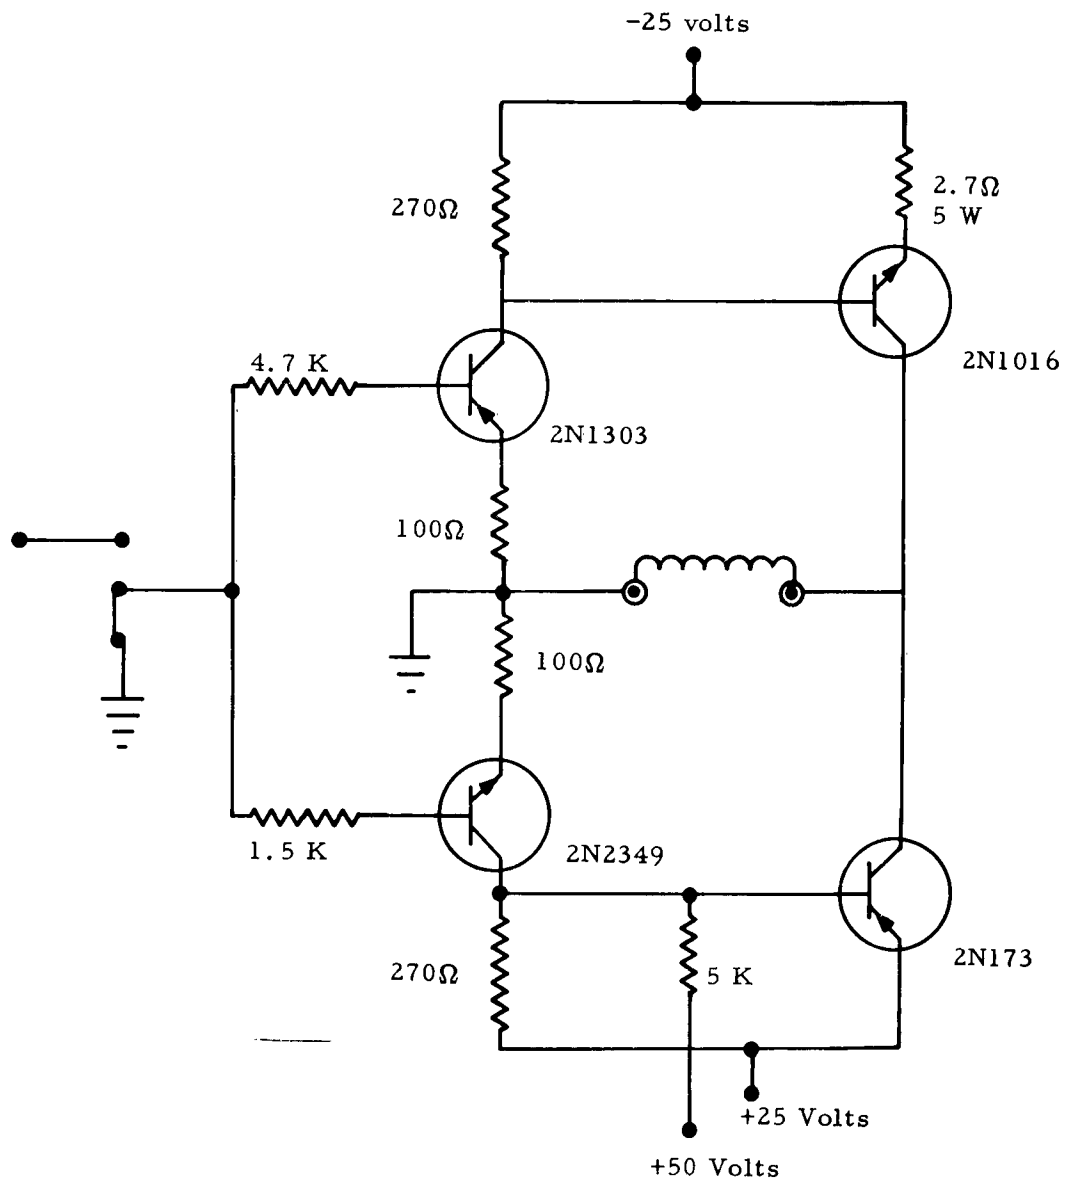 -25 volts
270Ω
2.7Ω
5 W
4.7 K
2N1016
2N1303
100Ω
100Ω
1.5 K
2N2349
270Ω
5 K
2N173
+25 Volts
+50 Volts